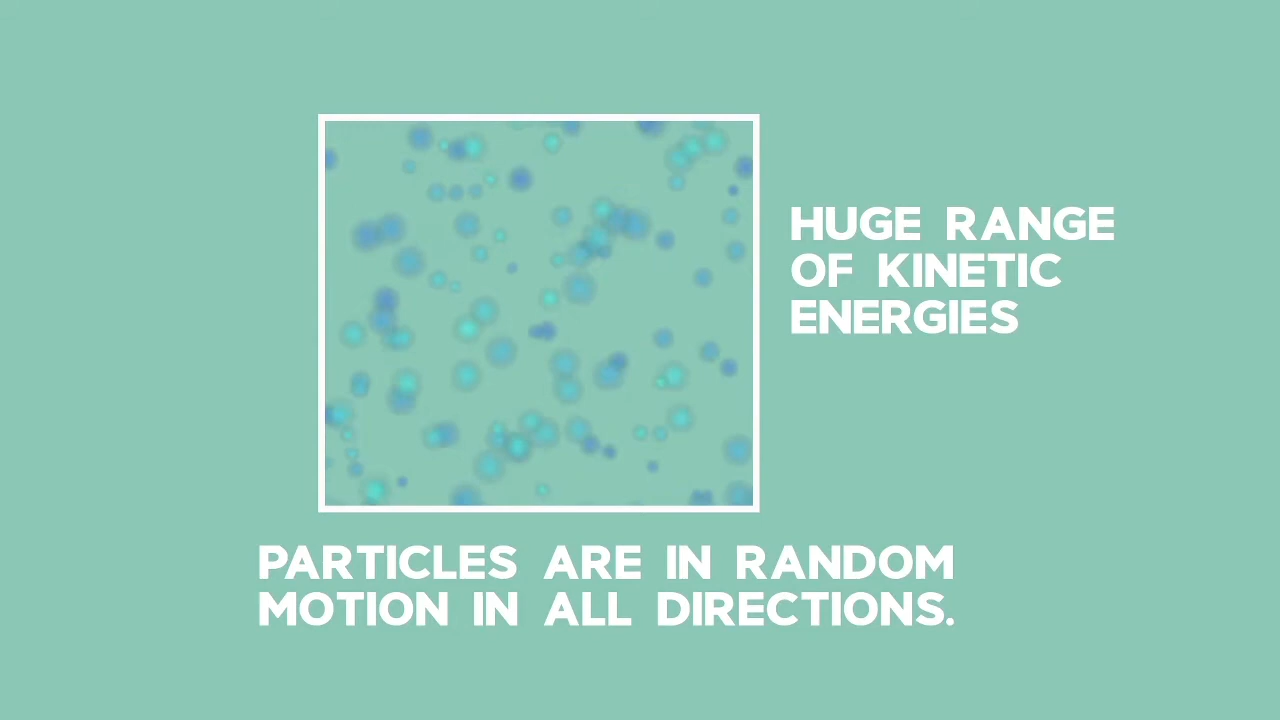 HUGE RANGE
OF KINETIC
ENERGIES
PARTICLES ARE IN RANDOM
MOTION IN ALL DIRECTIONS.